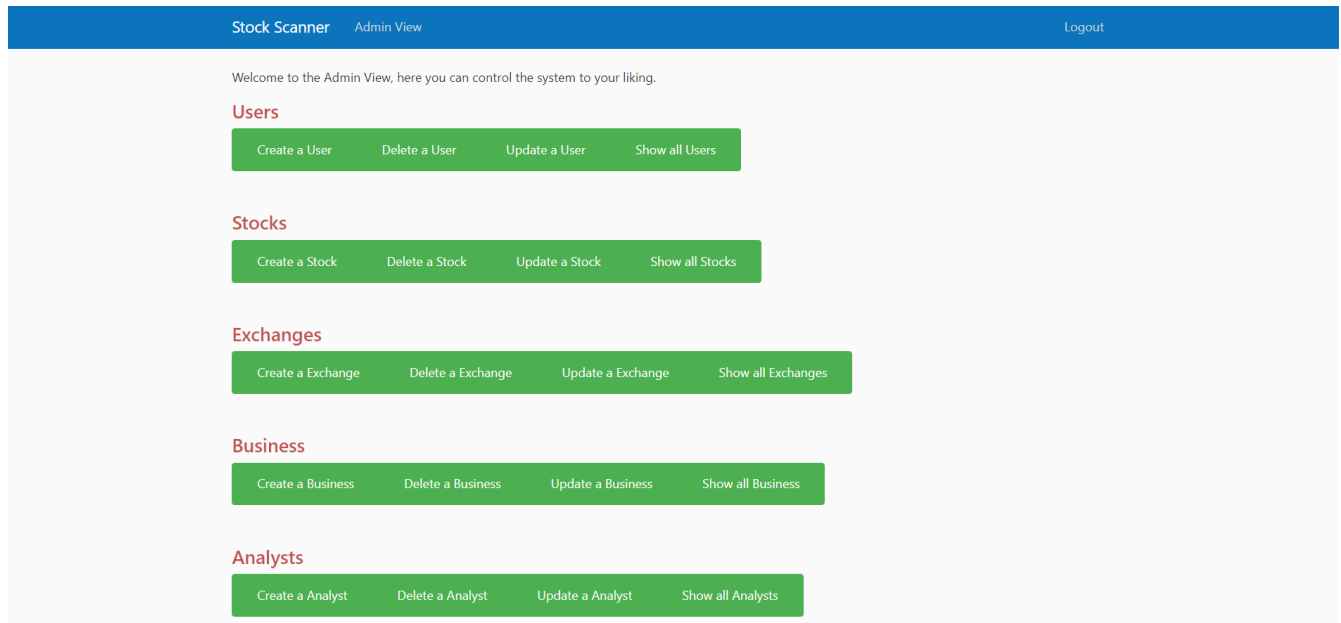 Stock Scanner Admin View Logout
Welcome to the Admin View, here you can control the system to your liking.
Users
Create a User Delete a User Update a User Show all Users
Stocks
Create a Stock Delete a Stock Update a Stock Show all Stocks
Exchanges
Create a Exchange Delete a Exchange Update a Exchange Show all Exchanges
Business
Create a Business Delete a Business Update a Business Show all Business
Analysts
Create a Analyst Delete a Analyst Update a Analyst Show all Analysts